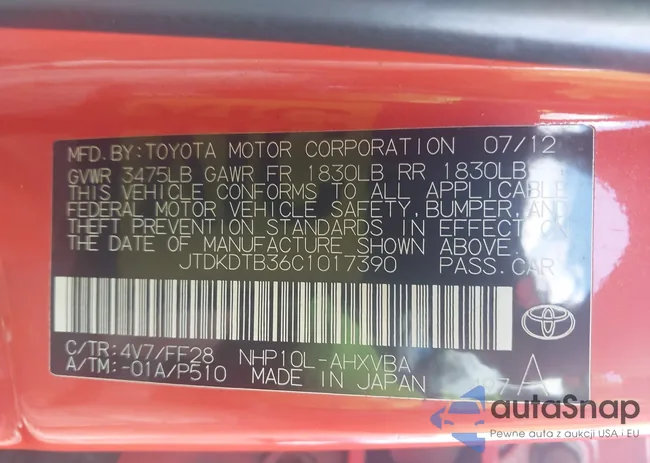 MFD. BY: TOYOTA MOTOR CORPORATION 07/12
GVWR 3475LB GAWR FR 1830LB RR 1830LB
THIS VEHICLE CONFORMS TO ALL APPLICABLE
FEDERAL MOTOR VEHICLE SAFETY, BUMPER, AND
THEFT PREVENTION STANDARDS IN EFFECT ON
THE DATE OF MANUFACTURE SHOWN ABOVE.
JTDKDTB36C1017390 PASS. CAR
C/TR: 4V7/FF28 NHP10L-AHXVBA
A/TM: -01A/P510 MADE IN JAPAN
A
autaSnap
Pewne auta z aukcji USA i EU